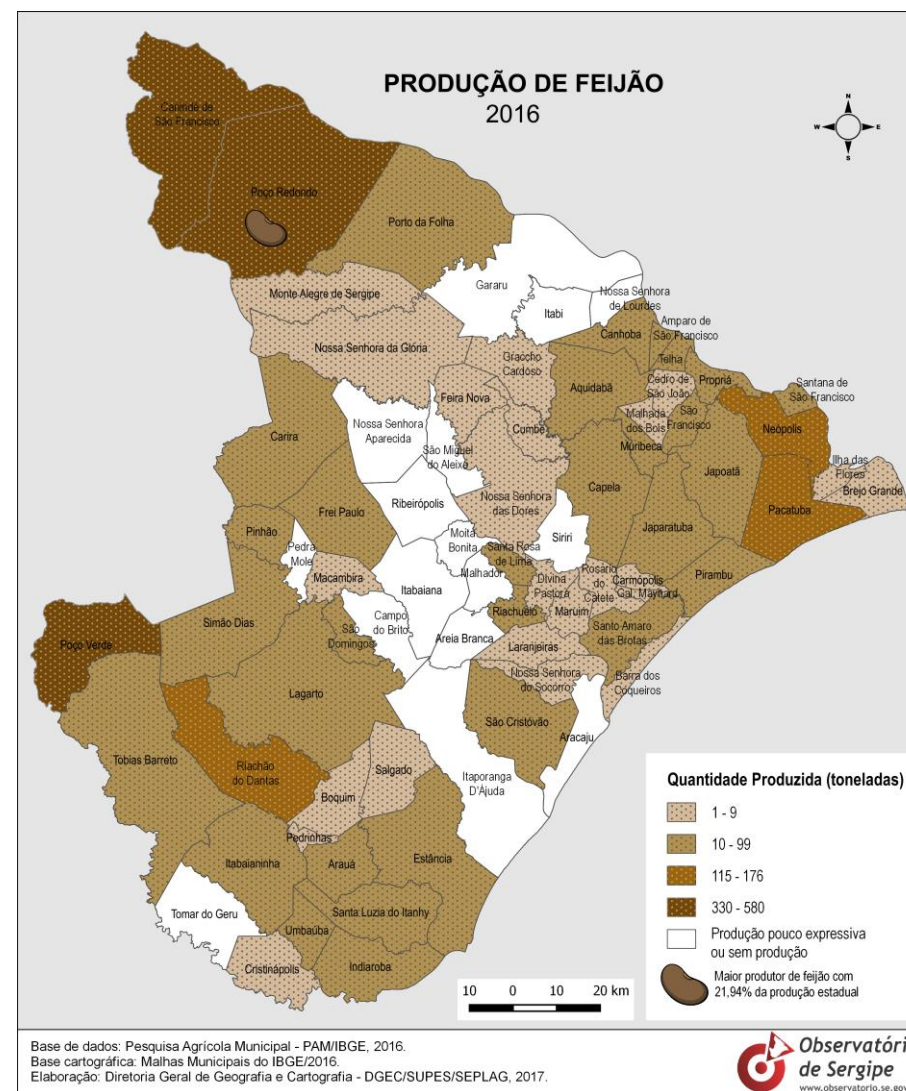 PRODUÇÃO DE FEIJÃO
2016
N
W
E
S
Canindé de
São Francisco
Poço Redondo
Porto da Folha
Monte Alegre de Sergipe
Gararu
Nossa Senhora
de Lourdes
Itabi
Nossa Senhora da Glória
Canhoba
Amparo de
São Francisco
Telha
Graccho
Cardoso
Aquidabã
Cedro de
São João
Propriá
Santana de
São Francisco
Feira Nova
Nossa Senhora
Aparecida
Carira
São Miguel
do Aleixo
Cumbe
Malhada
dos Bois
São
Francisco
Muribeca
Neópolis
Ilha das
Flores
Brejo Grande
Japoatã
Pacatuba
Nossa Senhora
das Dores
Capela
Ribeirópolis
Frei Paulo
Pinhão
Pedra
Mole
Moita
Bonita
Santa Rosa
de Lima
Siriri
Japaratuba
Malhador
Macambira
Itabaiana
Divina
Pastora
Rosário
do
Catete
Carmópolis
Gal. Maynard
Pirambu
Riachuelo
Maruim
Santo Amaro
das Brotas
Campo
do Brito
São
Domingos
Simão Dias
Areia Branca
Laranjeiras
Poço Verde
Nossa Senhora
do Socorro
Barra dos
Coqueiros
Lagarto
São Cristóvão
Aracaju
Tobias Barreto
Riachão
do Dantas
Salgado
Itaporanga
D'Ájuda
Boquim
Pedrinhas
Itabaianinha
Arauá
Estância
Tomar do Geru
Santa Luzia do Itanhy
Umbaúba
Cristinápolis
Indiaroba
Quantidade Produzida (toneladas)
1 - 9
10 - 99
115 - 176
330 - 580
Produção pouco expressiva
ou sem produção
Maior produtor de feijão com
21,94% da produção estadual
10 0 10 20 km
Base de dados: Pesquisa Agrícola Municipal - PAM/IBGE, 2016.
Base cartográfica: Malhas Municipais do IBGE/2016.
Elaboração: Diretoria Geral de Geografia e Cartografia - DGEC/SUPES/SEPLAG, 2017.
Observatóri
de Sergipe
www.observatorio.se.gov